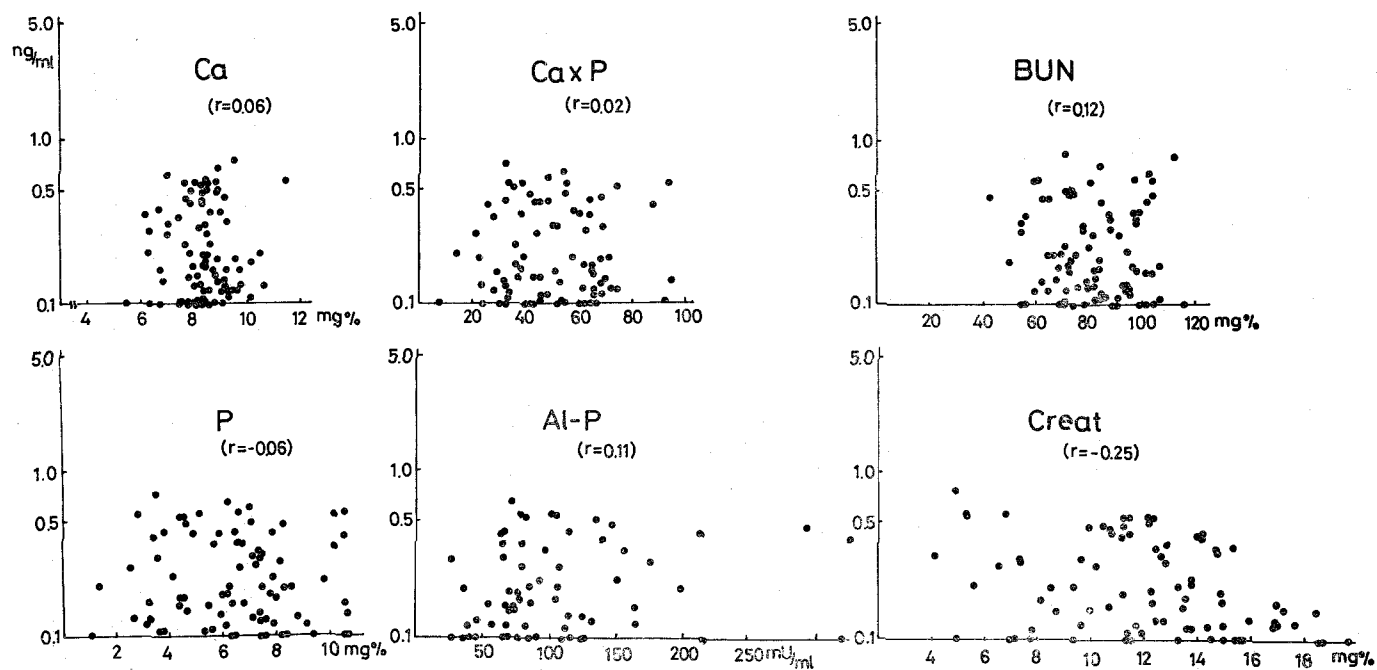 5.0 5.0 5.0
ng/ml
Ca CaxP BUN
(r=0.06) (r=0.02) (r=0.12)
1.0 1.0 1.0
0.5 0.5 0.5
0.1 0.1 0.1
4 6 8 10 12 mg% 20 40 60 80 100 20 40 60 80 100 120 mg%
5.0 5.0 5.0
P Al-P Creat
(r=-0.06) (r=0.11) (r=-0.25)
1.0 1.0 1.0
0.5 0.5 0.5
0.1 0.1 0.1
2 4 6 8 10 mg% 50 100 150 200 250 mU/ml 4 6 8 10 12 14 16 18 mg%